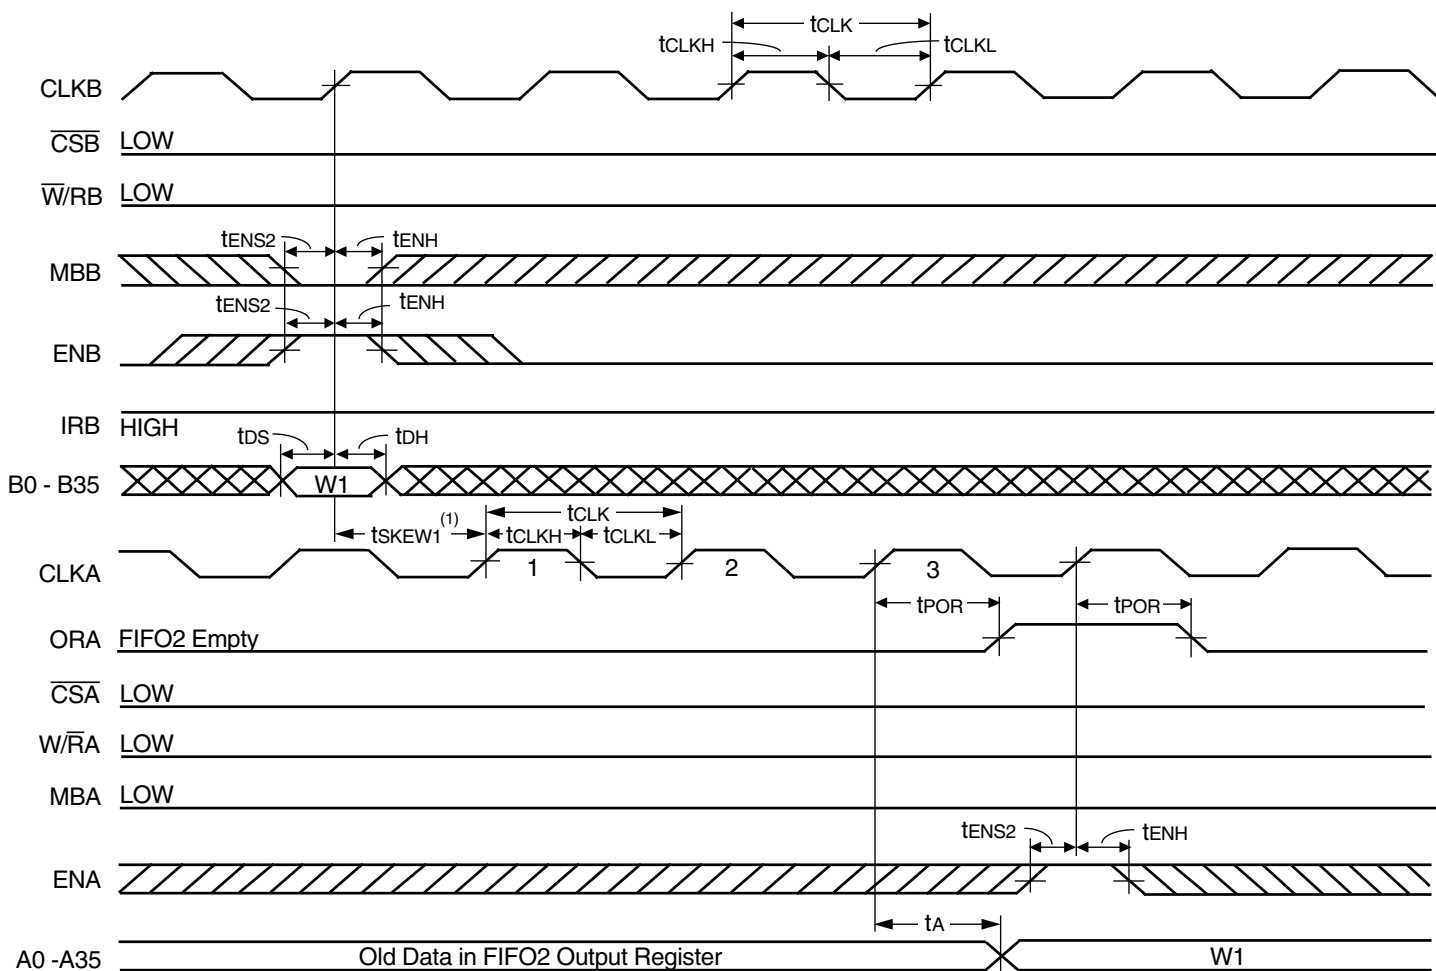 tCLK
tCLKH tCLKL
CLKB
CSB LOW
W/RB LOW
tENS2 tENH
MBB
tENS2 tENH
ENB
IRB HIGH
tDS tDH
B0 - B35 W1
tSKEW1(1) tCLK
tCLKH tCLKL
CLKA 1 2 3
tPOR tPOR
ORA FIFO2 Empty
CSA LOW
W/RA LOW
MBA LOW
tENS2 tENH
ENA
tA
A0 -A35 Old Data in FIFO2 Output Register W1